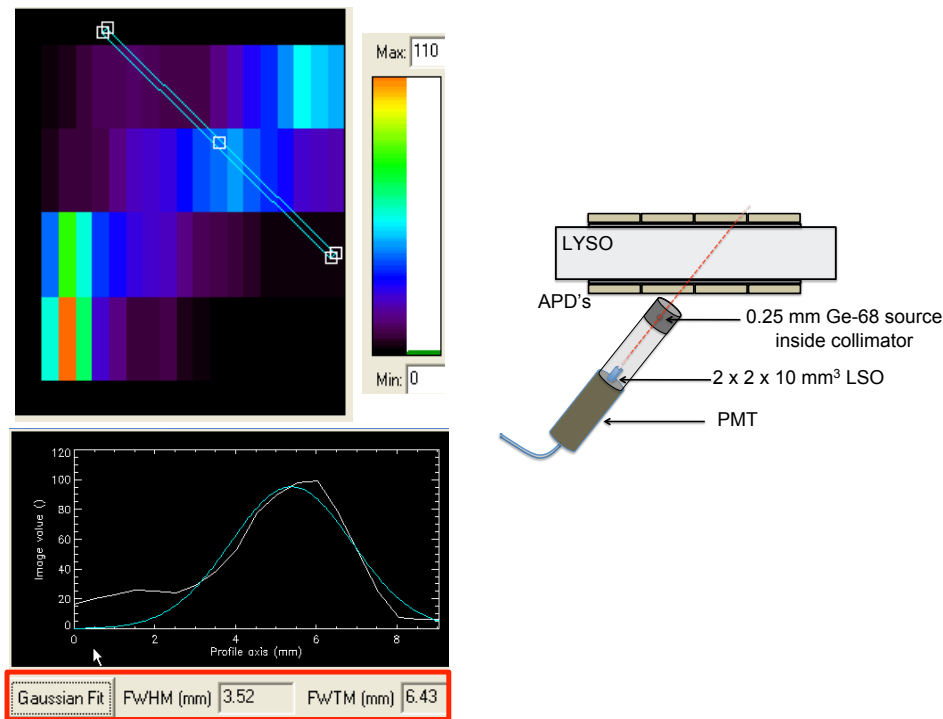 Max: 110
Min: 0
LYSO
APD's
0.25 mm Ge-68 source
inside collimator
2 x 2 x 10 mm³ LSO
PMT
120
100
80
60
40
20
0
Image value ()
0 2 4 6 8
Profile axis (mm)
Gaussian Fit FWHM (mm) 3.52 FWTM (mm) 6.43